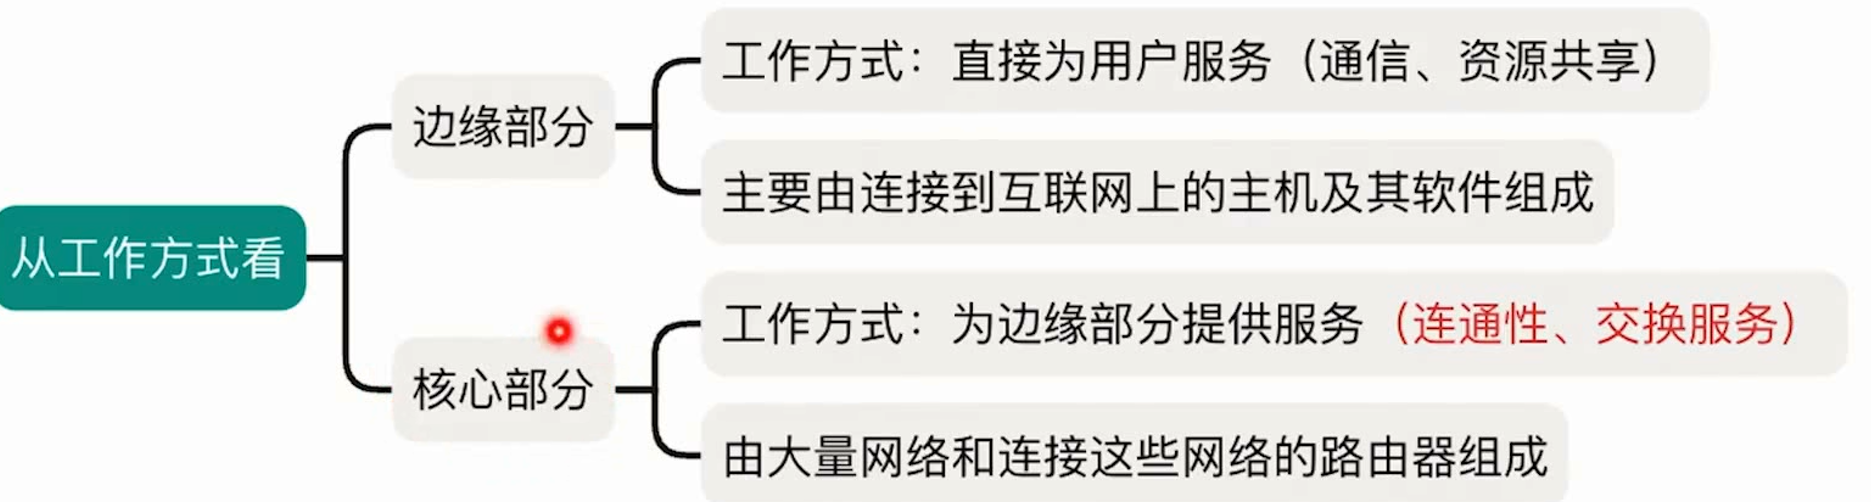 工作方式：直接为用户服务（通信、资源共享）
边缘部分
主要由连接到互联网上的主机及其软件组成
从工作方式看
工作方式：为边缘部分提供服务（连通性、交换服务）
核心部分
由大量网络和连接这些网络的路由器组成